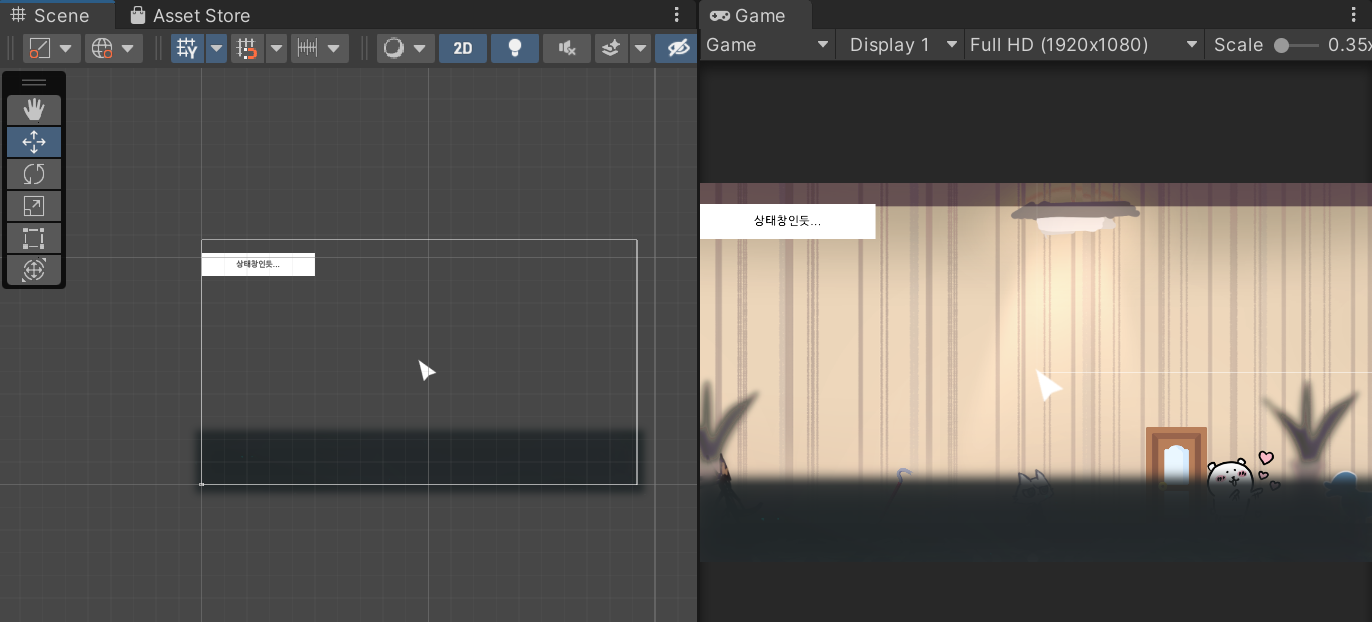 Scene
Asset Store
Game
2D
Game
Display 1
Full HD (1920x1080)
Scale
0.35x
상태창인듯...
상태창인듯...